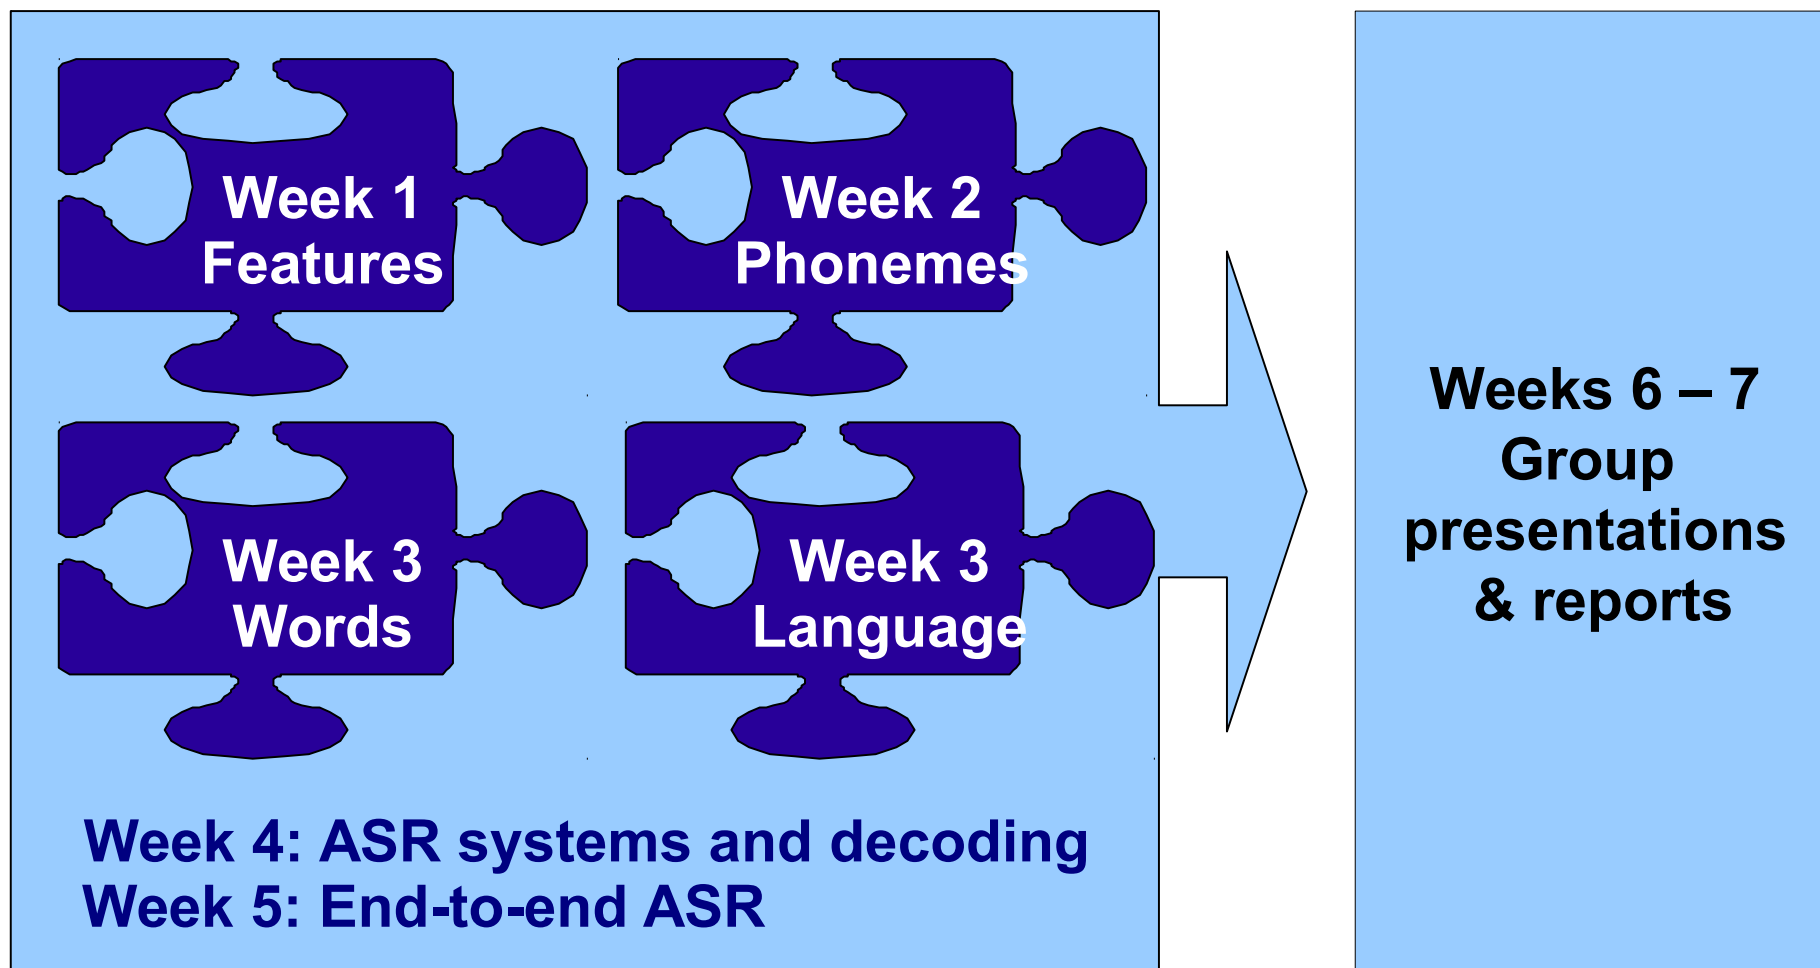 Week 1
Features
Week 2
Phonemes
Week 3
Words
Week 3
Language
Week 4: ASR systems and decoding
Week 5: End-to-end ASR
Weeks 6 – 7
Group
presentations
& reports